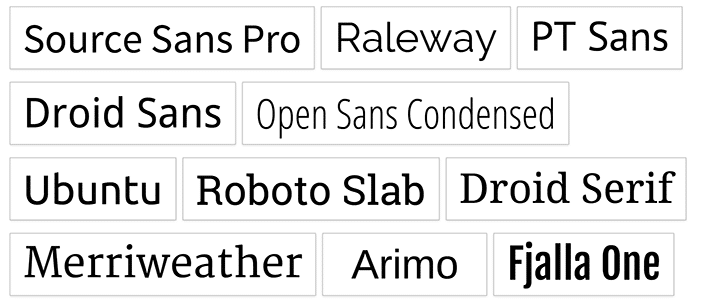 Source Sans Pro Raleway PT Sans
Droid Sans Open Sans Condensed
Ubuntu Roboto Slab Droid Serif
Merriweather Arimo Fjalla One